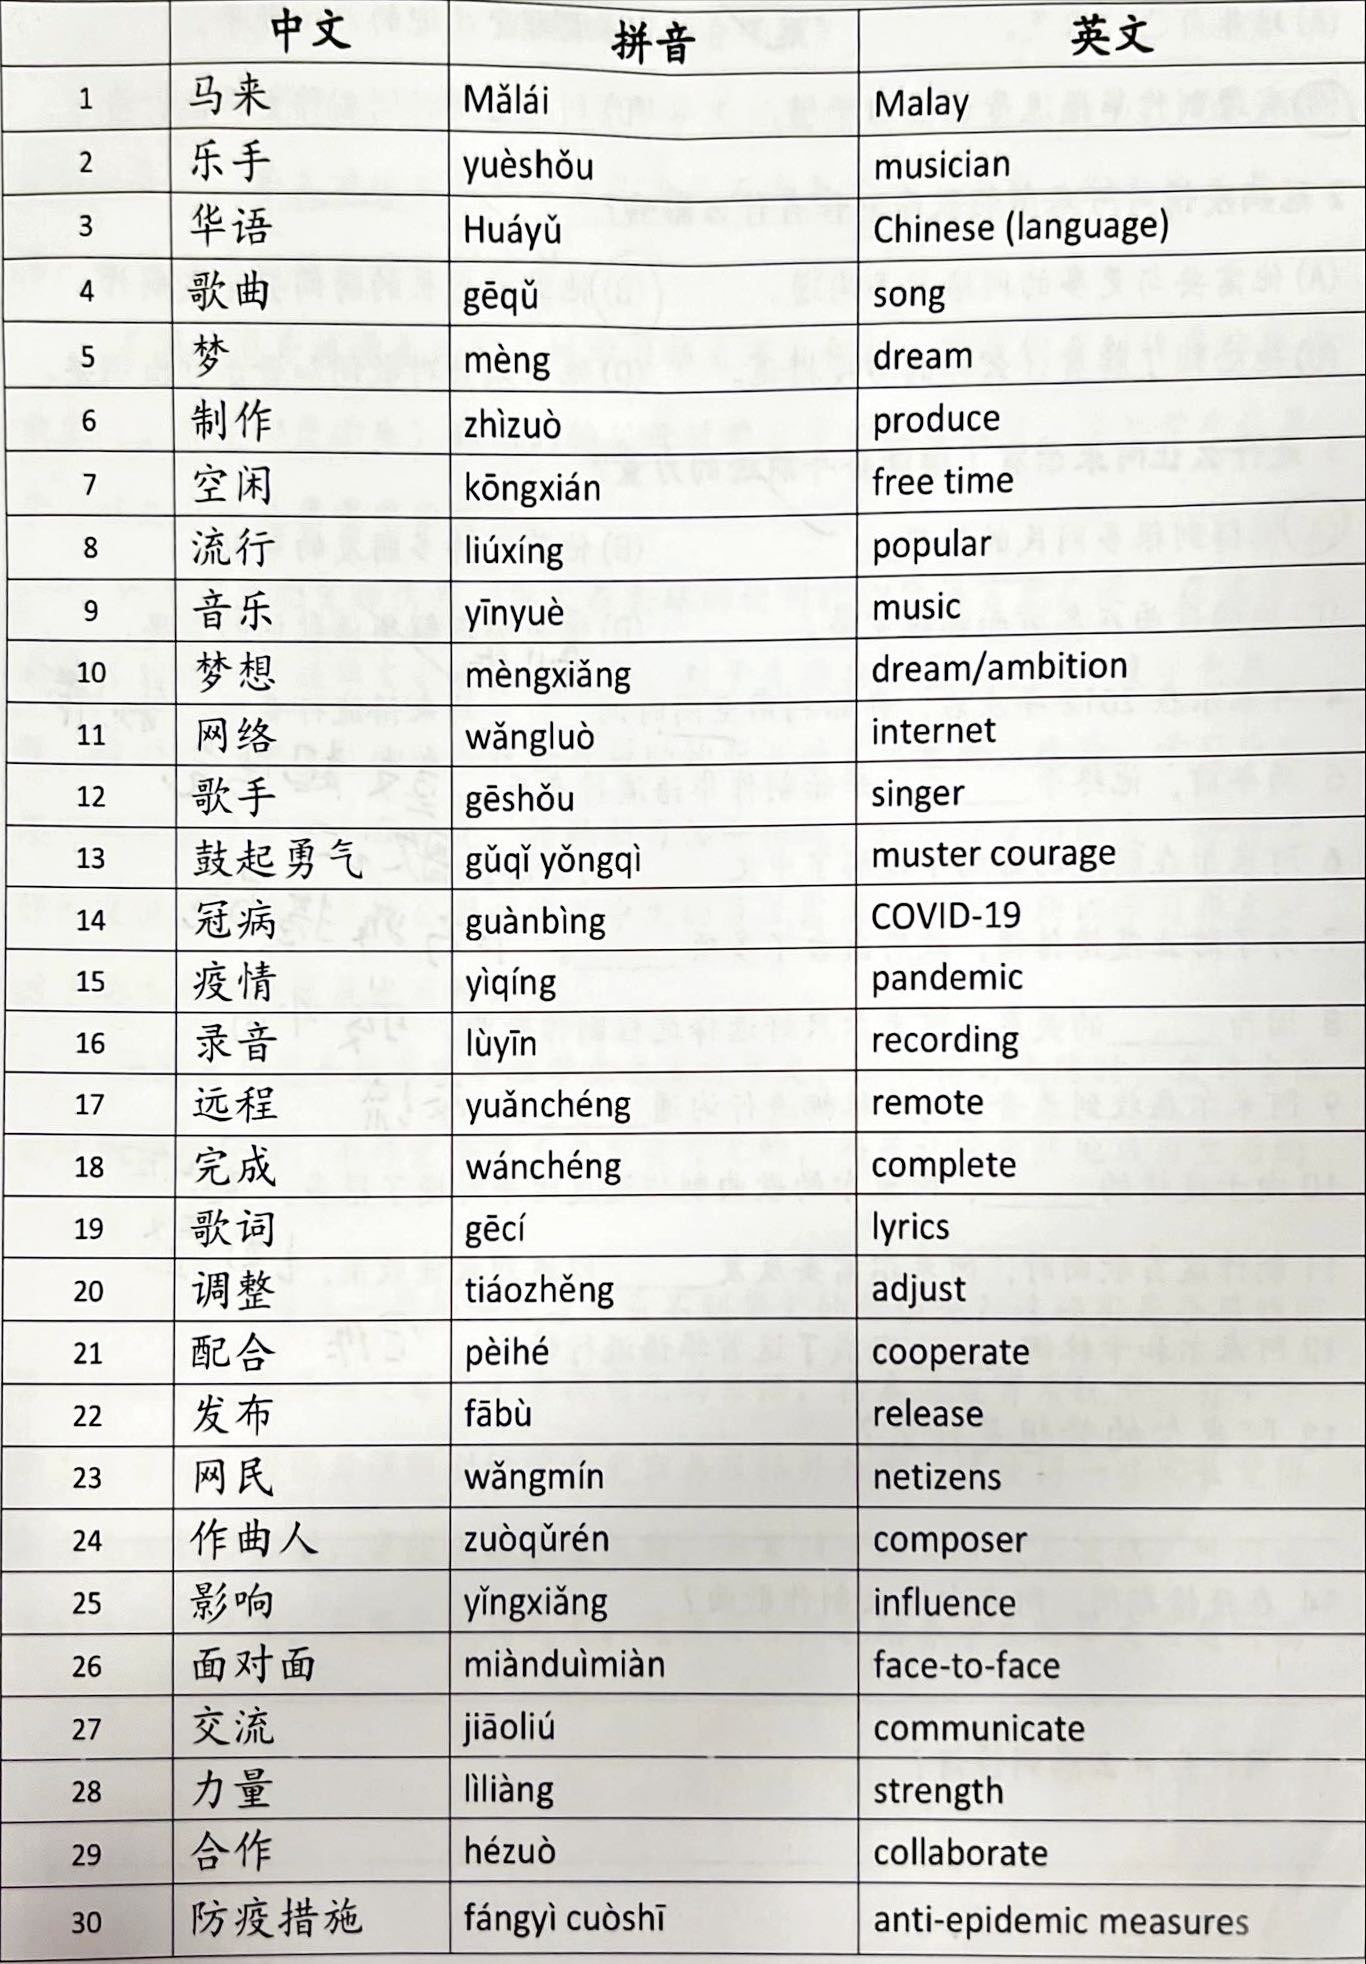 中文 拼音 英文
1 马来 Mǎlái Malay
2 乐手 yuèshǒu musician
3 华语 Huáyǔ Chinese (language)
4 歌曲 gēqǔ song
5 梦 mèng dream
6 制作 zhìzuò produce
7 空闲 kōngxián free time
8 流行 liúxíng popular
9 音乐 yīnyuè music
10 梦想 mèngxiǎng dream/ambition
11 网络 wǎngluò internet
12 歌手 gēshǒu singer
13 鼓起勇气 gǔqǐ yǒngqì muster courage
14 冠病 guànbìng COVID-19
15 疫情 yìqíng pandemic
16 录音 lùyīn recording
17 远程 yuǎnchéng remote
18 完成 wánchéng complete
19 歌词 gēcí lyrics
20 调整 tiáozhěng adjust
21 配合 pèihé cooperate
22 发布 fābù release
23 网民 wǎngmín netizens
24 作曲人 zuòqǔrén composer
25 影响 yǐngxiǎng influence
26 面对面 miànduìmiàn face-to-face
27 交流 jiāoliú communicate
28 力量 lìliàng strength
29 合作 hézuò collaborate
30 防疫措施 fángyì cuòshī anti-epidemic measures